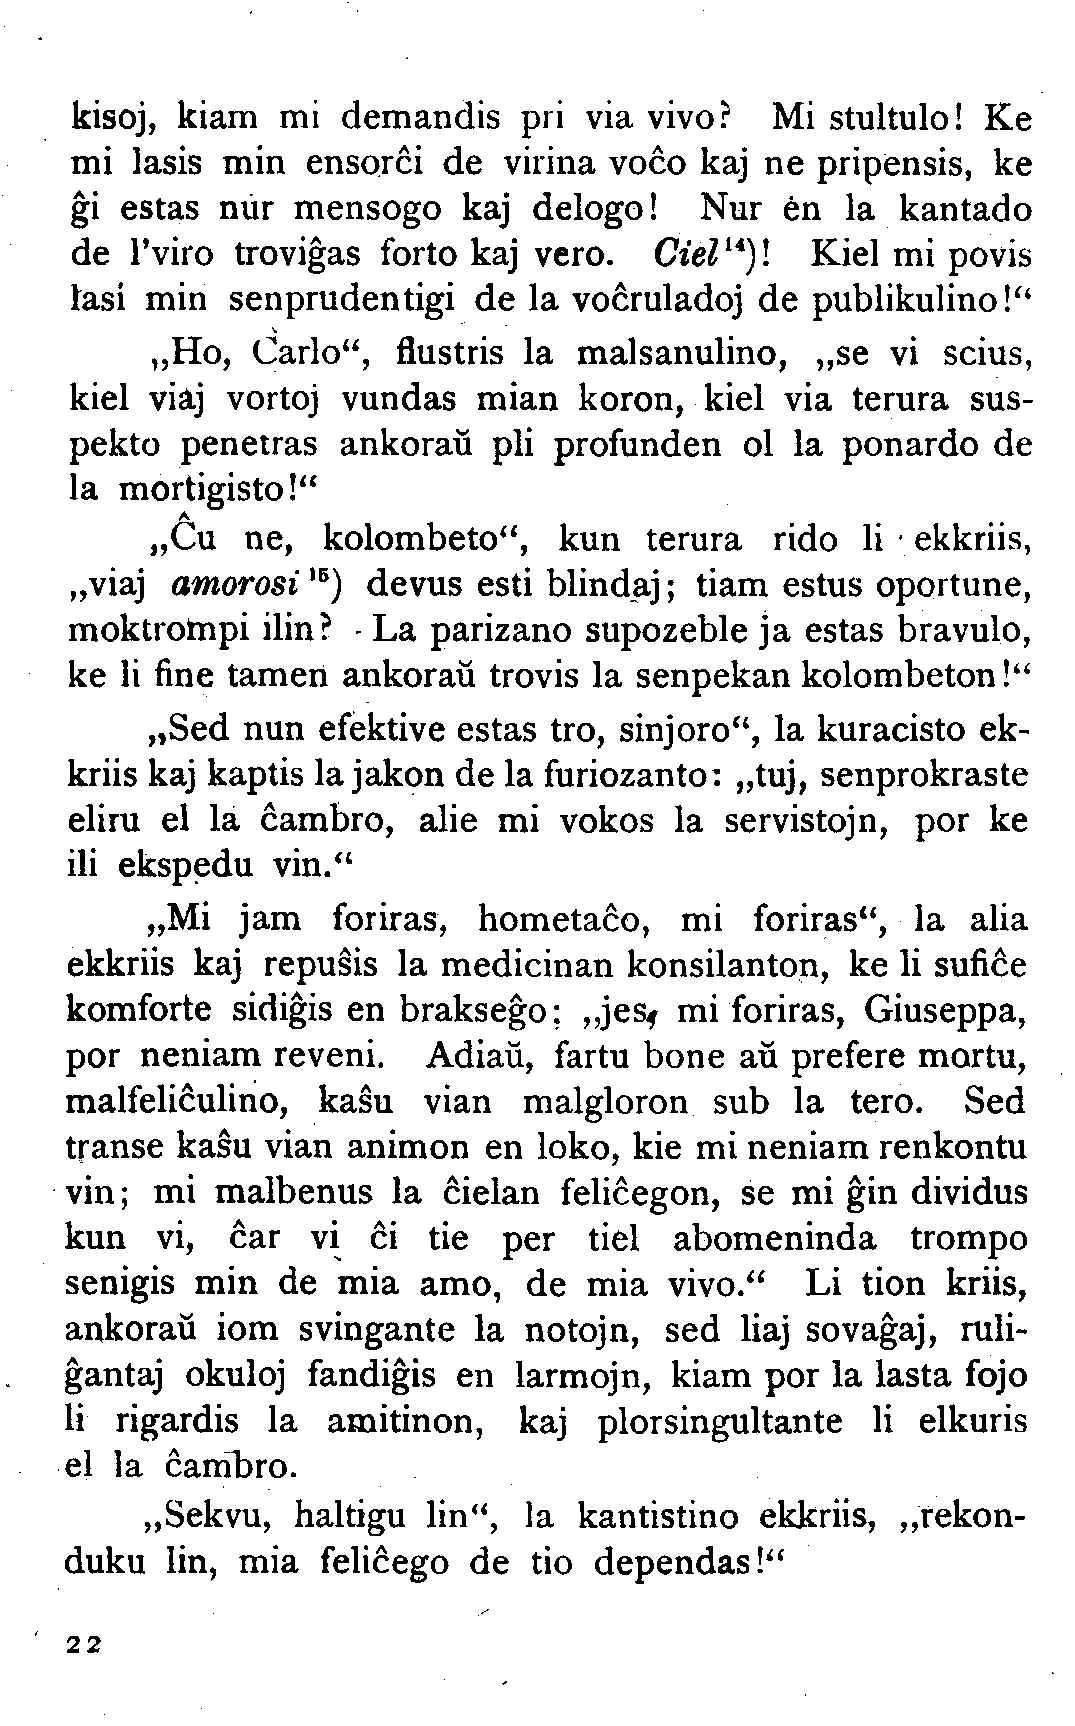 kisoj, kiam mi demandis pri via vivo? Mi stultulo! Ke
mi lasis min ensorĉi de virina voĉo kaj ne pripensis, ke
ĝi estas nur mensogo kaj delogo! Nur en la kantado
de l'viro troviĝas forto kaj vero. Ciel¹⁴)! Kiel mi povis
lasi min senprudentigi de la voĉruladoj de publikulino!“
„Ho, Carlo“, flustris la malsanulino, „se vi scius,
kiel viaj vortoj vundas mian koron, kiel via terura sus-
pekto penetras ankoraŭ pli profunden ol la ponardo de
la mortigisto!“
„Ĉu ne, kolombeto“, kun terura rido li ekkriis,
„viaj amorosi¹⁵) devus esti blindaj; tiam estus oportune,
moktrompi ilin? La parizano supozeble ja estas bravulo,
ke li fine tamen ankoraŭ trovis la senpekan kolombeton!“
„Sed nun efektive estas tro, sinjoro“, la kuracisto ek-
kriis kaj kaptis la jakon de la furiozanto: „tuj, senprokraste
eliru el la ĉambro, alie mi vokos la servistojn, por ke
ili ekspedu vin.“
„Mi jam foriras, hometaĉo, mi foriras“, la alia
ekkriis kaj repuŝis la medicinan konsilanton, ke li sufiĉe
komforte sidiĝis en brakseĝo; „jes, mi foriras, Giuseppa,
por neniam reveni. Adiaŭ, fartu bone aŭ prefere mortu,
malfeliĉulino, kaŝu vian malgloron sub la tero. Sed
transe kaŝu vian animon en loko, kie mi neniam renkontu
vin; mi malbenus la ĉielan feliĉegon, se mi ĝin dividus
kun vi, ĉar vi ĉi tie per tiel abomeninda trompo
senigis min de mia amo, de mia vivo.“ Li tion kriis,
ankoraŭ iom svingante la notojn, sed liaj sovaĝaj, ruli-
ĝantaj okuloj fandiĝis en larmojn, kiam por la lasta fojo
li rigardis la amitinon, kaj plorsingultante li elkuris
el la ĉambro.
„Sekvu, haltigu lin“, la kantistino ekkriis, „rekon-
duku lin, mia feliĉego de tio dependas!“
22